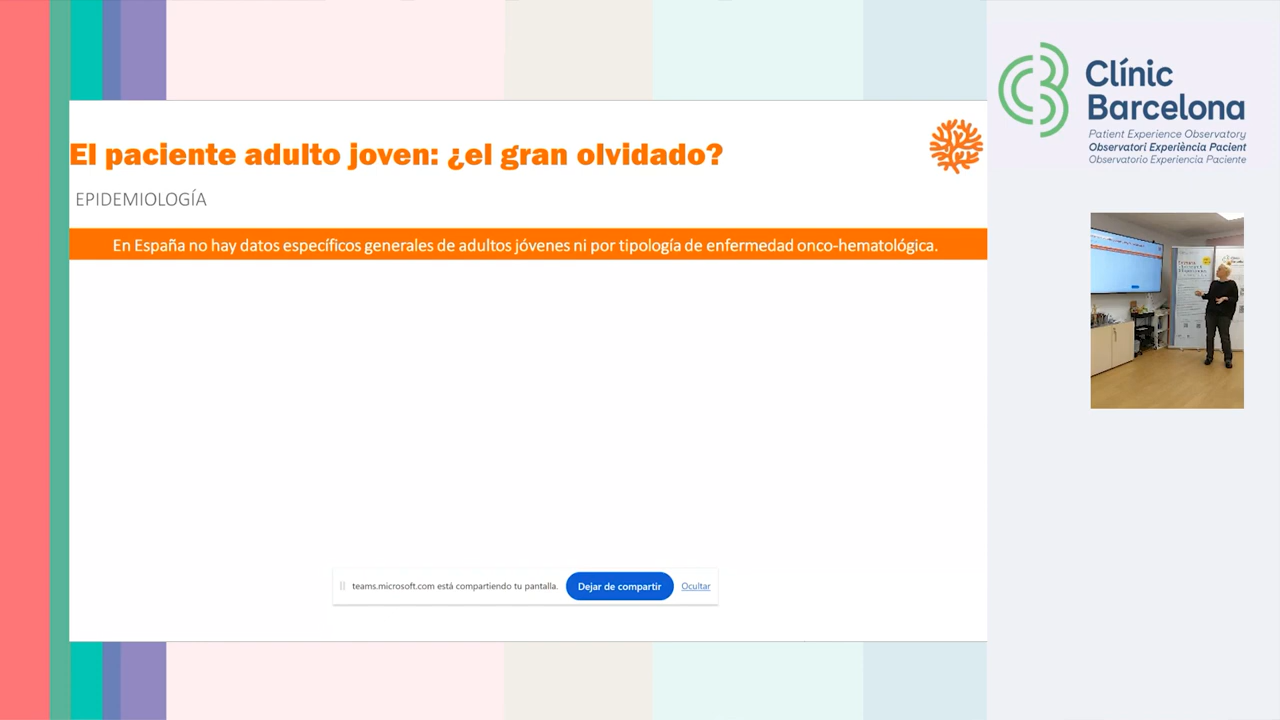 El paciente adulto joven: ¿el gran olvidado?
EPIDEMIOLOGÍA
En España no hay datos específicos generales de adultos jóvenes ni por tipología de enfermedad onco-hematológica.
teams.microsoft.com está compartiendo tu pantalla.
Dejar de compartir
Ocultar
Clínic
Barcelona
Patient Experience Observatory
Observatori Experiència Pacient
Observatorio Experiencia Paciente